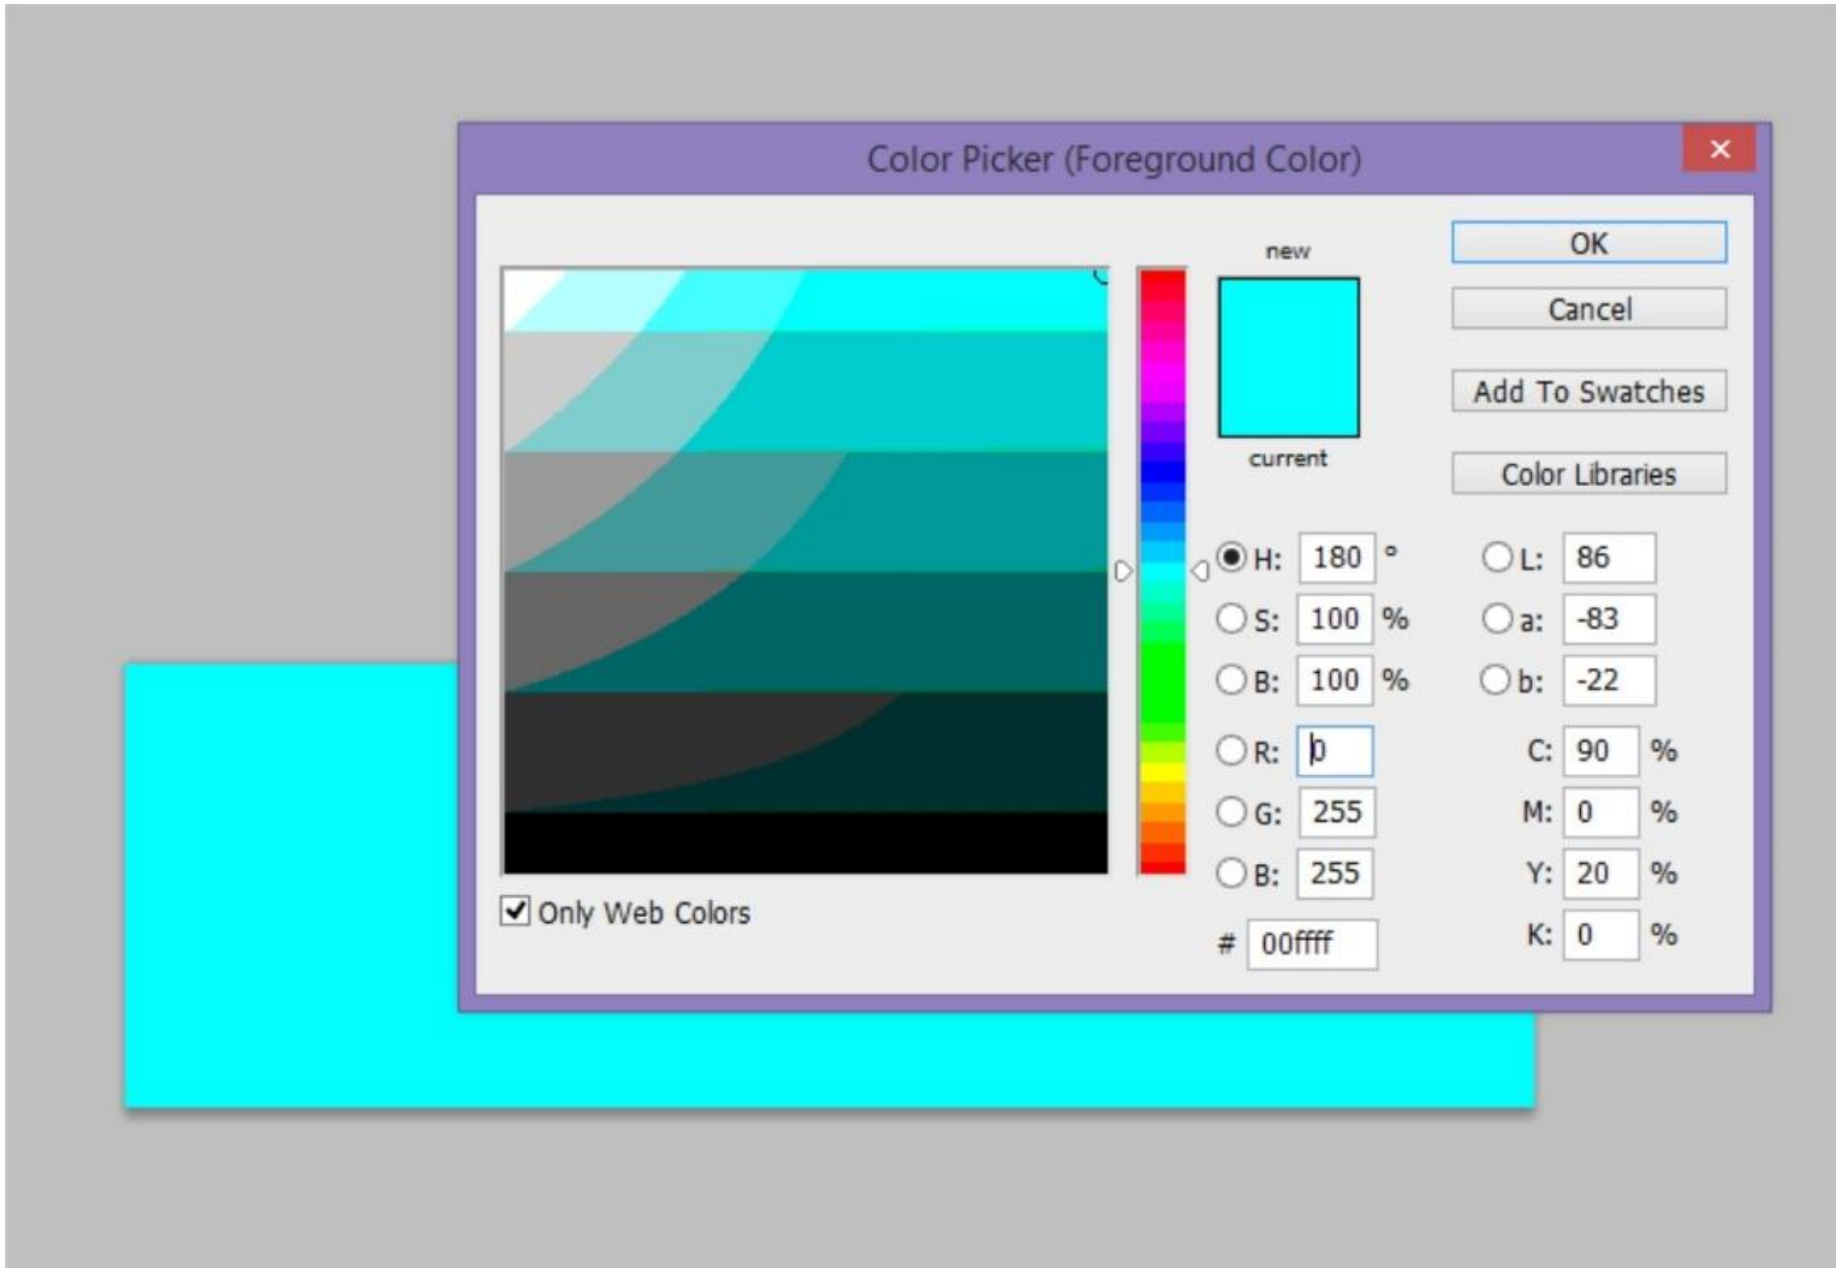 Color Picker (Foreground Color)
×
new
OK
Cancel
Add To Swatches
current
Color Libraries
H: 180 ° L: 86
S: 100 % a: -83
B: 100 % b: -22
R: 0 C: 90 %
G: 255 M: 0 %
B: 255 Y: 20 %
# 00ffff K: 0 %
Only Web Colors